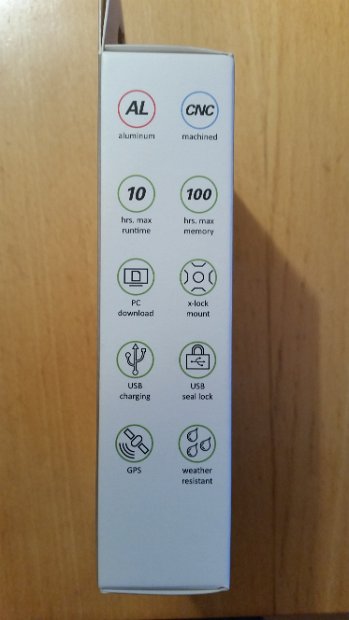 AL CNC
aluminum machined
10 100
hrs. max hrs. max
runtime memory
PC x-lock
download mount
USB USB
charging seal lock
GPS weather
resistant